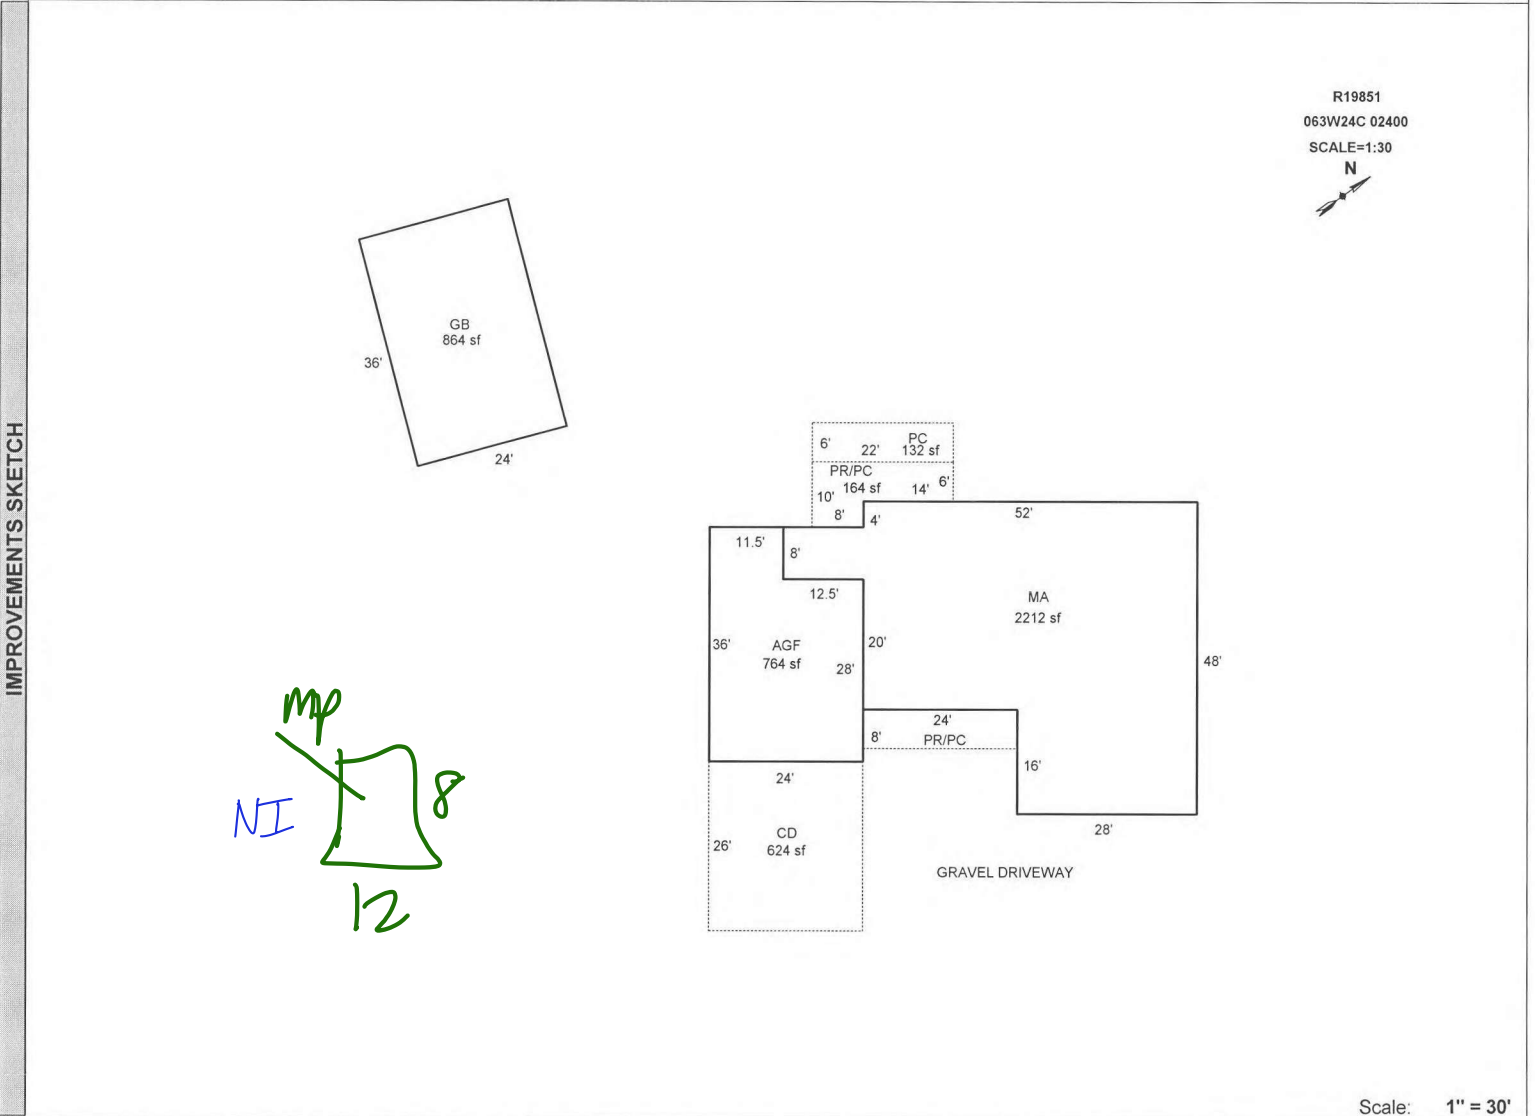 IMPROVEMENTS SKETCH
R19851
063W24C 02400
SCALE=1:30
N
GB
864 sf
36'
24'
6'
22'
PC
132 sf
PR/PC
164 sf
10'
14'
6'
8'
4'
52'
11.5'
8'
12.5'
MA
2212 sf
36'
AGF
764 sf
20'
28'
48'
24'
8'
PR/PC
16'
24'
28'
CD
624 sf
26'
GRAVEL DRIVEWAY
MP
NI
8
12
Scale: 1" = 30'